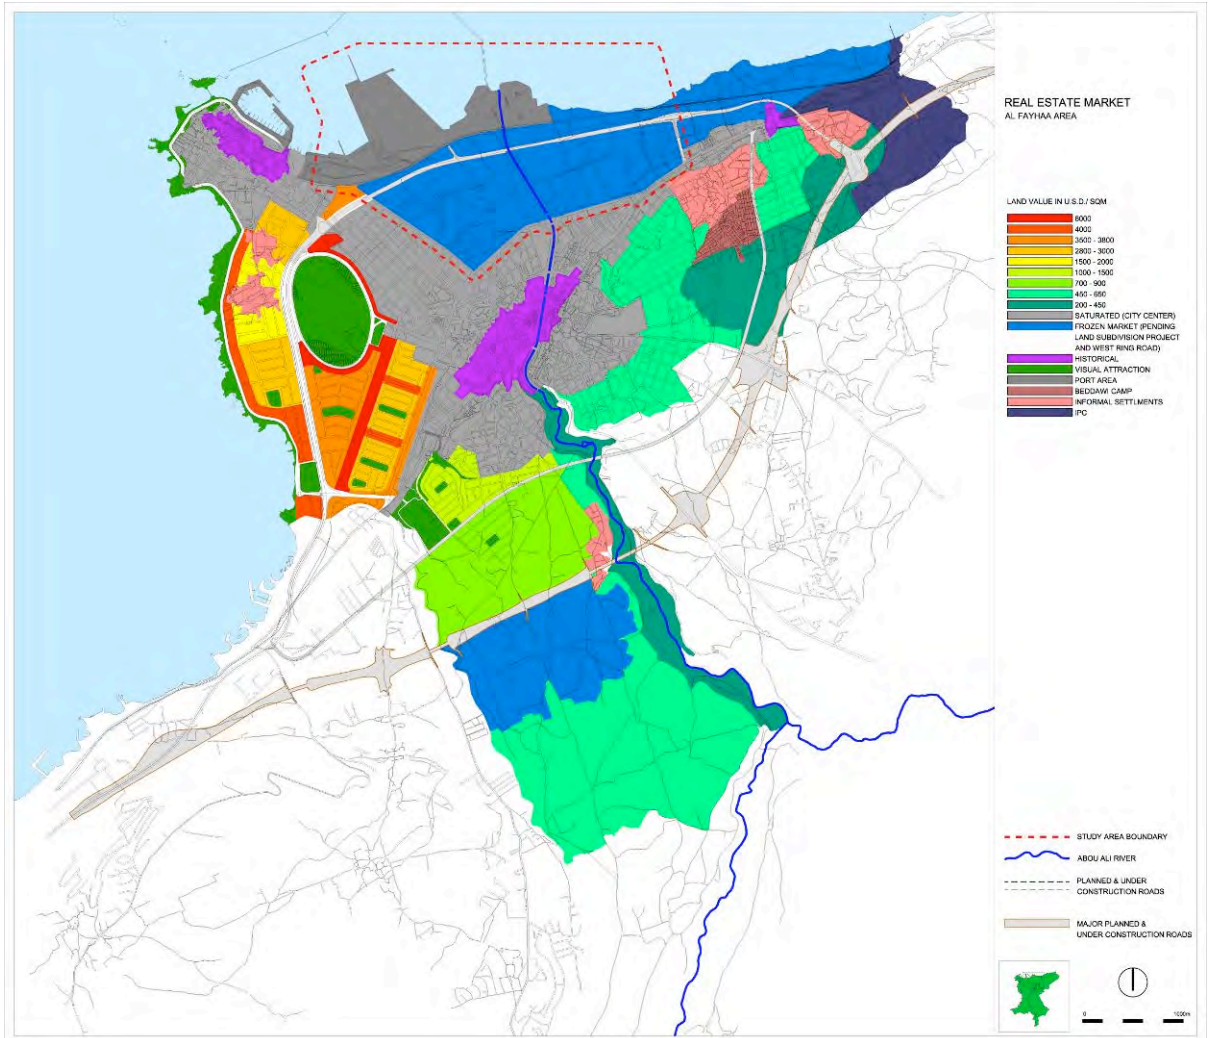 REAL ESTATE MARKET
AL FAYHAA AREA
LAND VALUE IN U.S.D./ SQM
6000
4000
3500 - 3800
2800 - 3000
1500 - 2000
1000 - 1500
700 - 900
450 - 650
200 - 450
SATURATED (CITY CENTER)
FROZEN MARKET (PENDING
LAND SUBDIVISION PROJECT
AND WEST RING ROAD)
HISTORICAL
VISUAL ATTRACTION
PORT AREA
BEDDAWI CAMP
INFORMAL SETTLMENTS
IPC
STUDY AREA BOUNDARY
ABOU ALI RIVER
PLANNED & UNDER
CONSTRUCTION ROADS
MAJOR PLANNED &
UNDER CONSTRUCTION ROADS
0 1000m